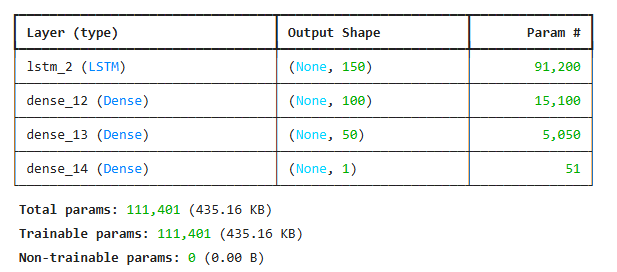 Layer (type) Output Shape Param #
lstm_2 (LSTM) (None, 150) 91,200
dense_12 (Dense) (None, 100) 15,100
dense_13 (Dense) (None, 50) 5,050
dense_14 (Dense) (None, 1) 51
Total params: 111,401 (435.16 KB)
Trainable params: 111,401 (435.16 KB)
Non-trainable params: 0 (0.00 B)